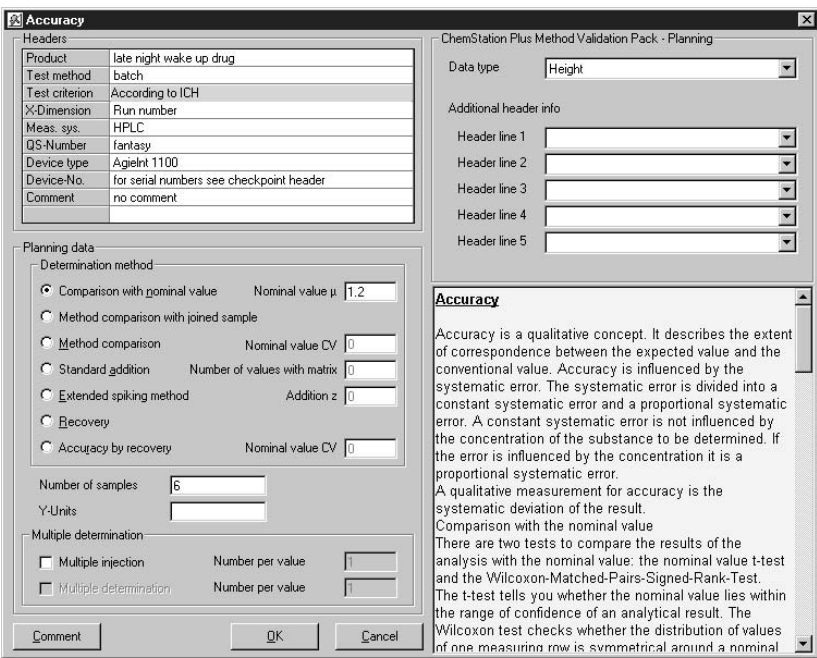 Accuracy
Headers
Product late night wake up drug
Test method batch
Test criterion According to ICH
X-Dimension Run number
Meas. sys. HPLC
QS-Number fantasy
Device type Agielnt 1100
Device-No. for serial numbers see checkpoint header
Comment no comment
Planning data
Determination method
Comparison with nominal value Nominal value µ 1.2
Method comparison with joined sample
Method comparison Nominal value CV 0
Standard addition Number of values with matrix 0
Extended spiking method Addition z 0
Recovery
Accuracy by recovery Nominal value CV 0
Number of samples 6
Y-Units
Multiple determination
Multiple injection Number per value 1
Multiple determination Number per value 1
Comment OK Cancel
ChemStation Plus Method Validation Pack - Planning
Data type Height
Additional header info
Header line 1
Header line 2
Header line 3
Header line 4
Header line 5
Accuracy
Accuracy is a qualitative concept. It describes the extent
of correspondence between the expected value and the
conventional value. Accuracy is influenced by the
systematic error. The systematic error is divided into a
constant systematic error and a proportional systematic
error. A constant systematic error is not influenced by
the concentration of the substance to be determined. If
the error is influenced by the concentration it is a
proportional systematic error.
A qualitative measurement for accuracy is the
systematic deviation of the result.
Comparison with the nominal value
There are two tests to compare the results of the
analysis with the nominal value: the nominal value t-test
and the Wilcoxon-Matched-Pairs-Signed-Rank-Test.
The t-test tells you whether the nominal value lies within
the range of confidence of an analytical result. The
Wilcoxon test checks whether the distribution of values
of one measuring row is symmetrical around a nominal